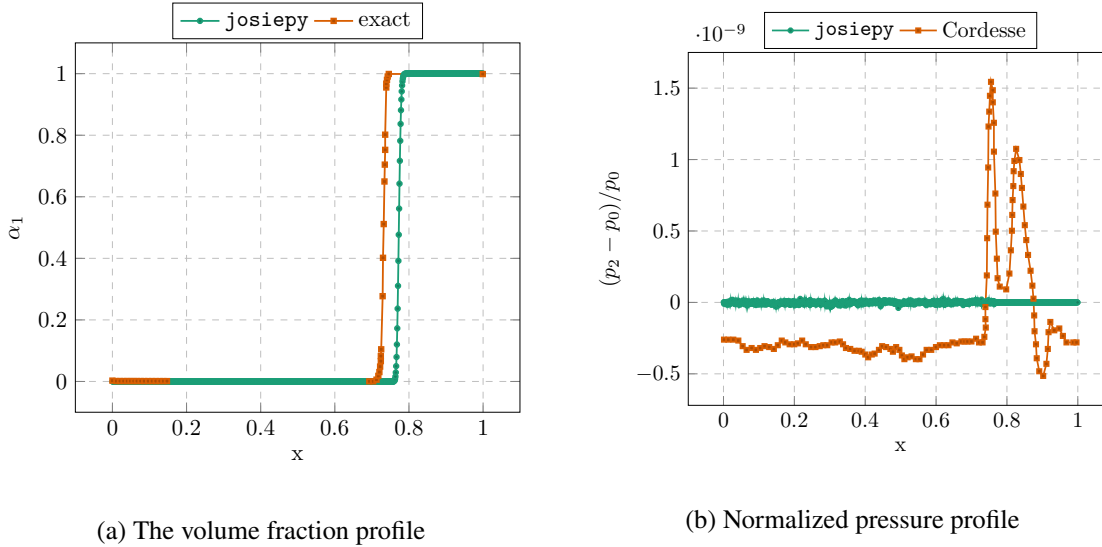 josiepy exact
1
0.8
0.6
0.4
0.2
0
α₁
0 0.2 0.4 0.6 0.8 1
x
(a) The volume fraction profile
·10⁻⁹
josiepy Cordesse
1.5
1
0.5
0
−0.5
(p₂ − p₀)/p₀
0 0.2 0.4 0.6 0.8 1
x
(b) Normalized pressure profile